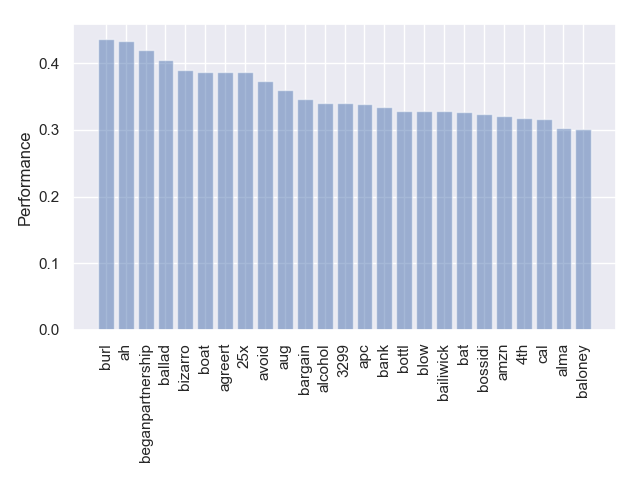 Performance
0.4
0.3
0.2
0.1
0.0
burl
ah
beganpartnership
ballad
bizarro
boat
agreert
25x
avoid
aug
bargain
alcohol
3299
apc
bank
bottl
blow
bailiwick
bat
bossidi
amzn
4th
cal
alma
baloney